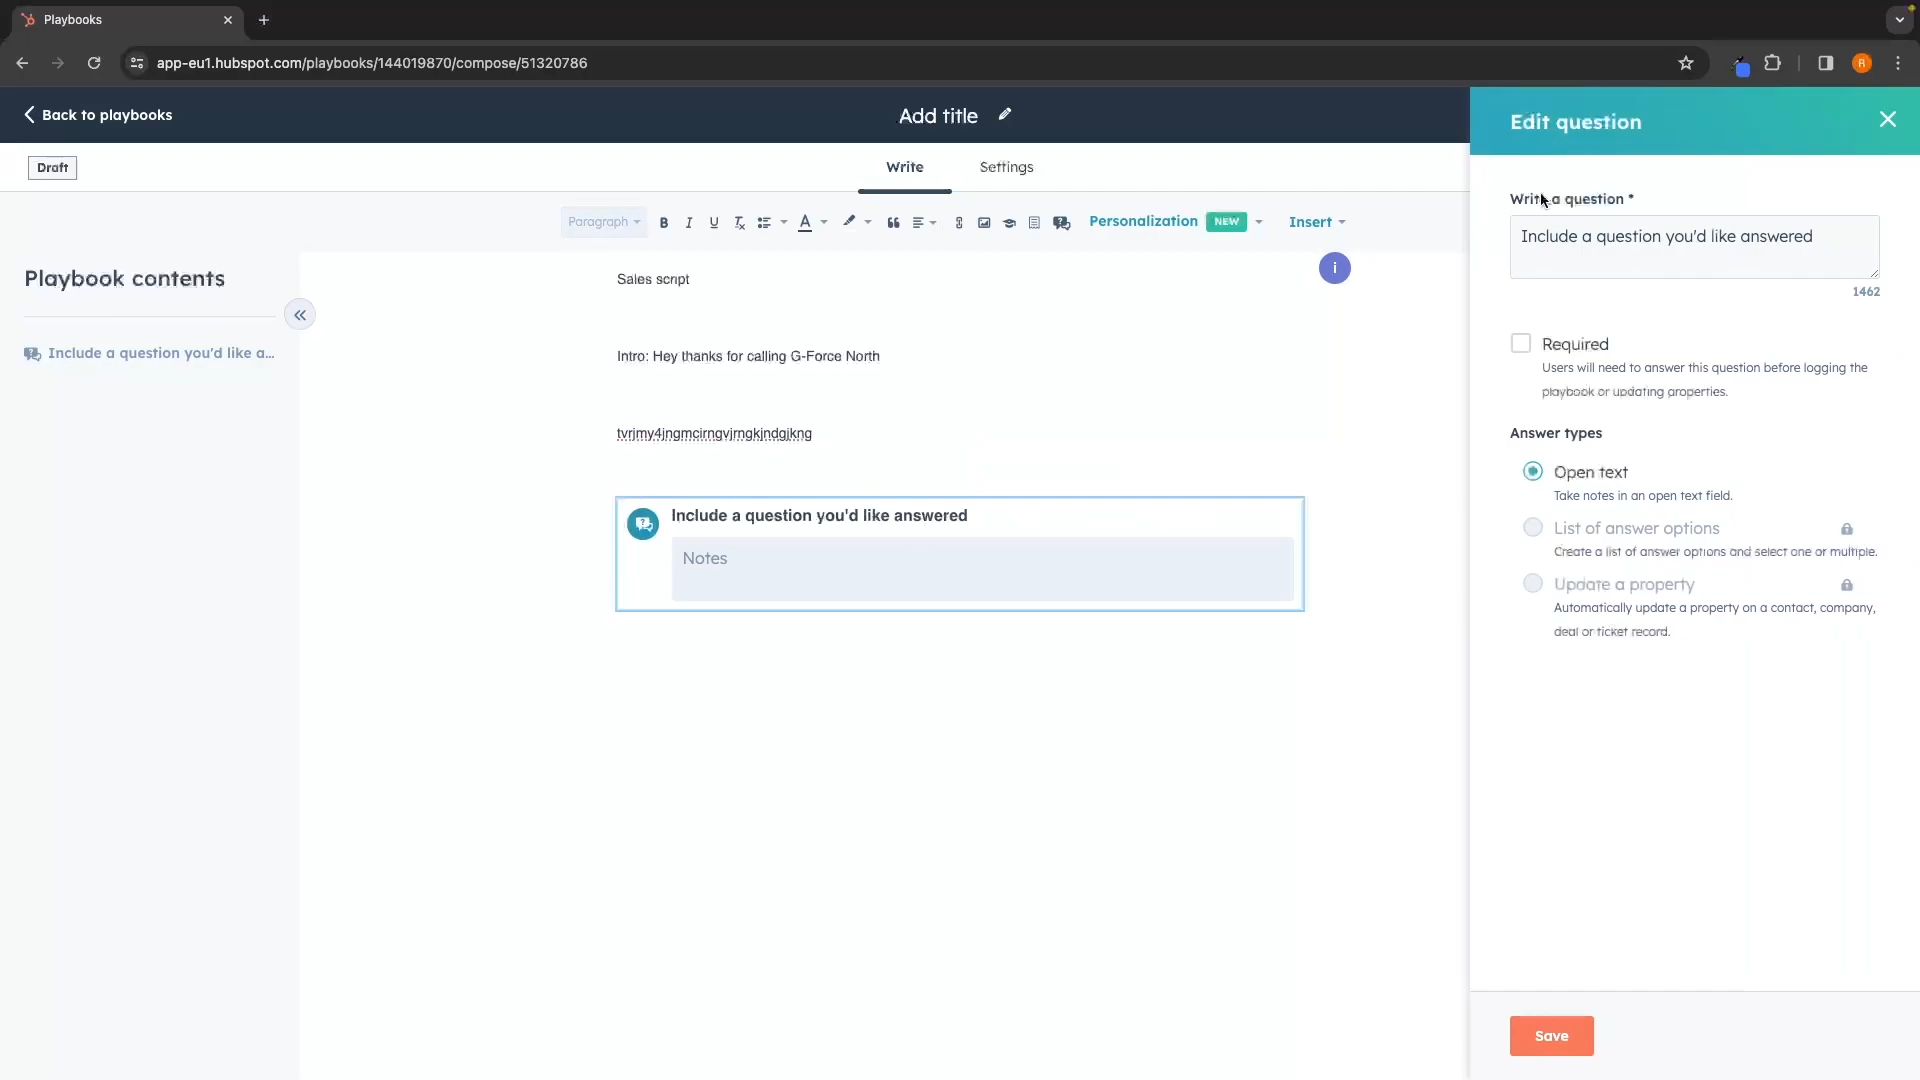 Playbooks
app-eu1.hubspot.com/playbooks/144019870/compose/51320786
R
Back to playbooks
Add title
Edit question
Draft
Write
Settings
Write a question *
Include a question you'd like answered
1462
Paragraph
B I U
A
Personalization NEW
Insert
Playbook contents
i
Sales script
Required
Users will need to answer this question before logging the
playbook or updating properties.
Include a question you'd like a...
Intro: Hey thanks for calling G-Force North
tvrjmy4jngmcirngvjrngkjndgjkng
Answer types
Open text
Take notes in an open text field.
Include a question you'd like answered
Notes
List of answer options
Create a list of answer options and select one or multiple.
Update a property
Automatically update a property on a contact, company,
deal or ticket record.
Save